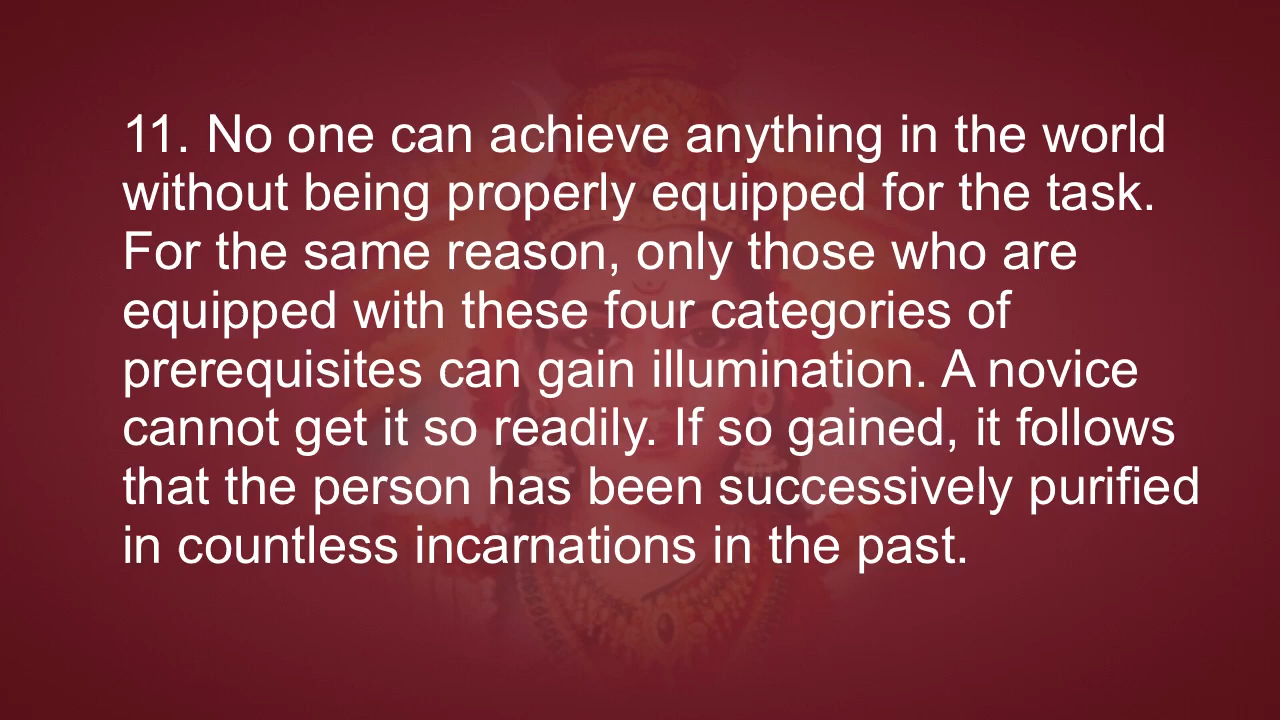 11. No one can achieve anything in the world
without being properly equipped for the task.
For the same reason, only those who are
equipped with these four categories of
prerequisites can gain illumination. A novice
cannot get it so readily. If so gained, it follows
that the person has been successively purified
in countless incarnations in the past.